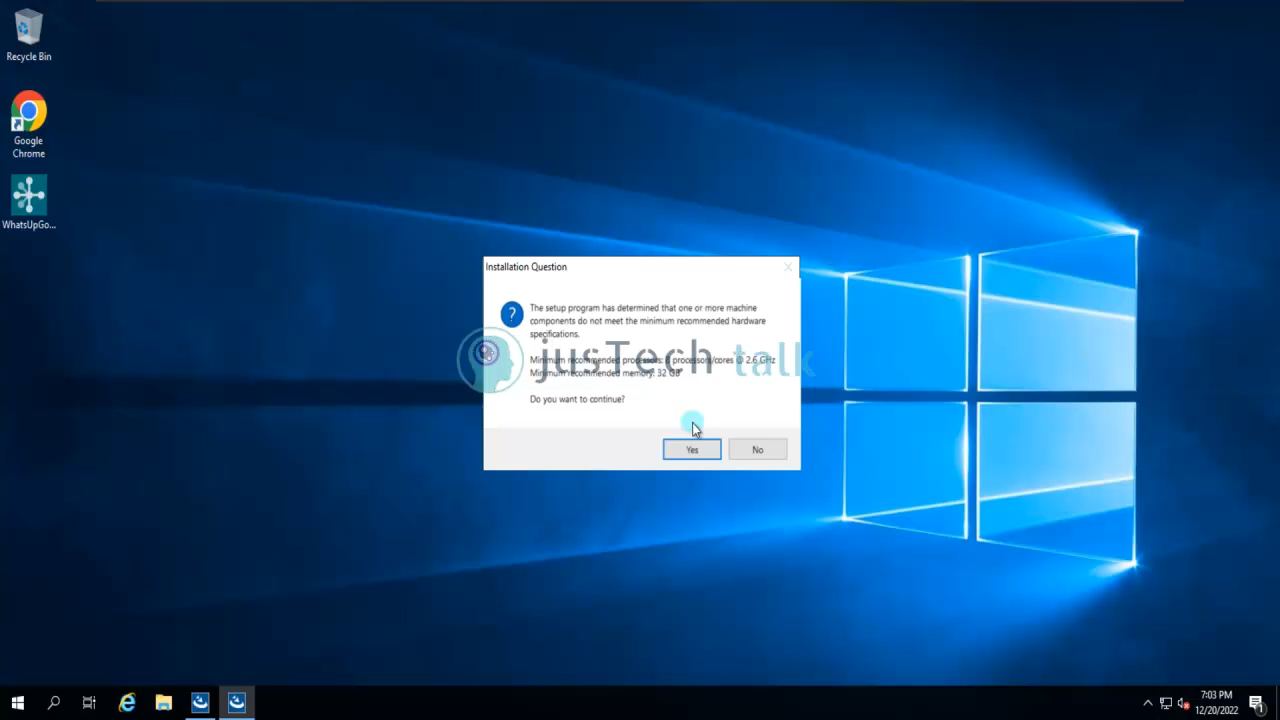 Recycle Bin
Google
Chrome
WhatsUpGo...
Installation Question
The setup program has determined that one or more machine
components do not meet the minimum recommended hardware
specifications.
Minimum recommended processors: processors/cores @ 2.6 GHz
Minimum recommended memory: 32 GB
jusTech talk
Do you want to continue?
Yes
No
7:03 PM
12/20/2022
1